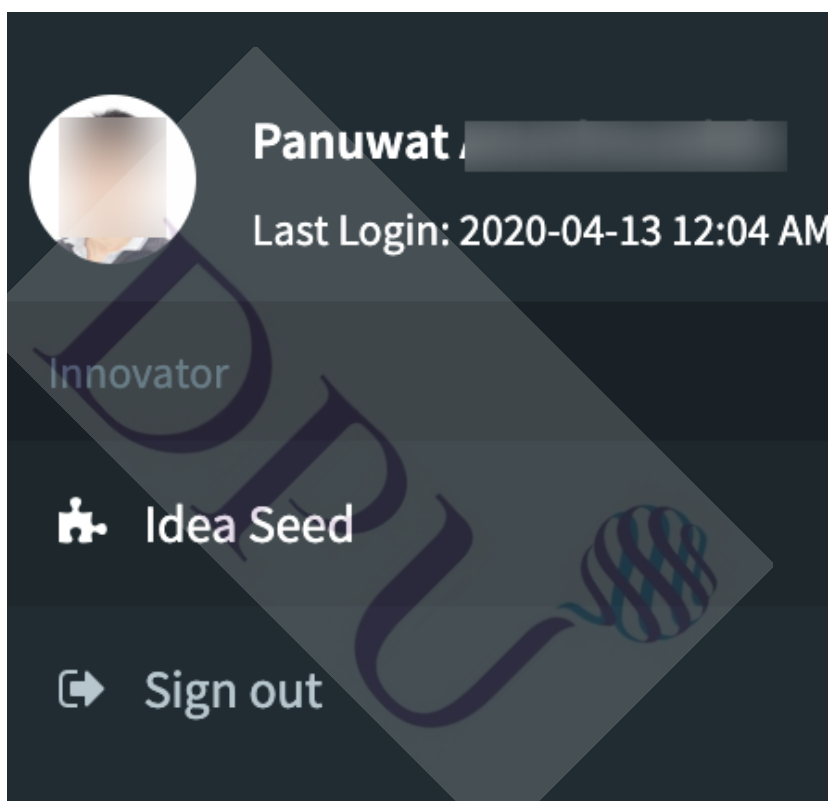 Panuwat
Last Login: 2020-04-13 12:04 AM
Innovator
Idea Seed
Sign out
DPU